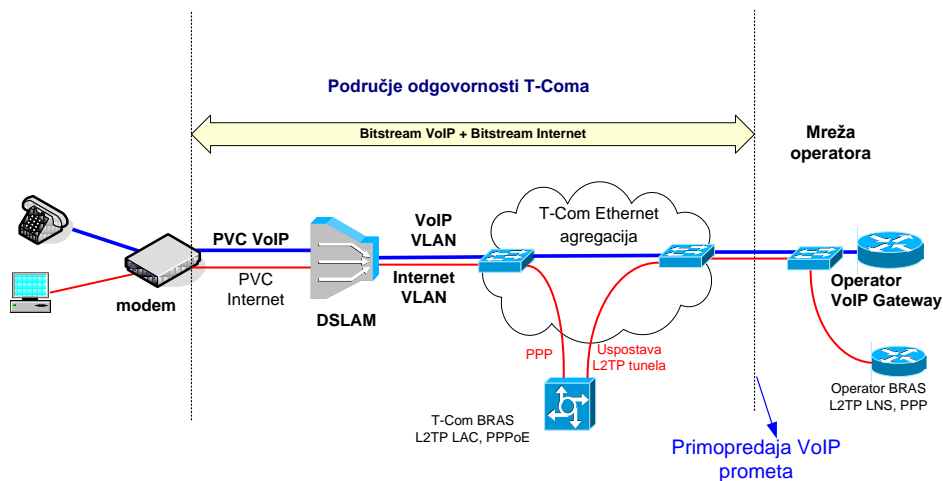 Područje odgovornosti T-Coma
Bitstream VoIP + Bitstream Internet
Mreža
operatora
T-Com Ethernet
agregacija
VoIP
VLAN
PVC VoIP
Internet
VLAN
PVC
Internet
modem
DSLAM
Operator
VoIP Gateway
PPP
Uspostava
L2TP tunela
T-Com BRAS
L2TP LAC, PPPoE
Operator BRAS
L2TP LNS, PPP
Primopredaja VoIP
prometa